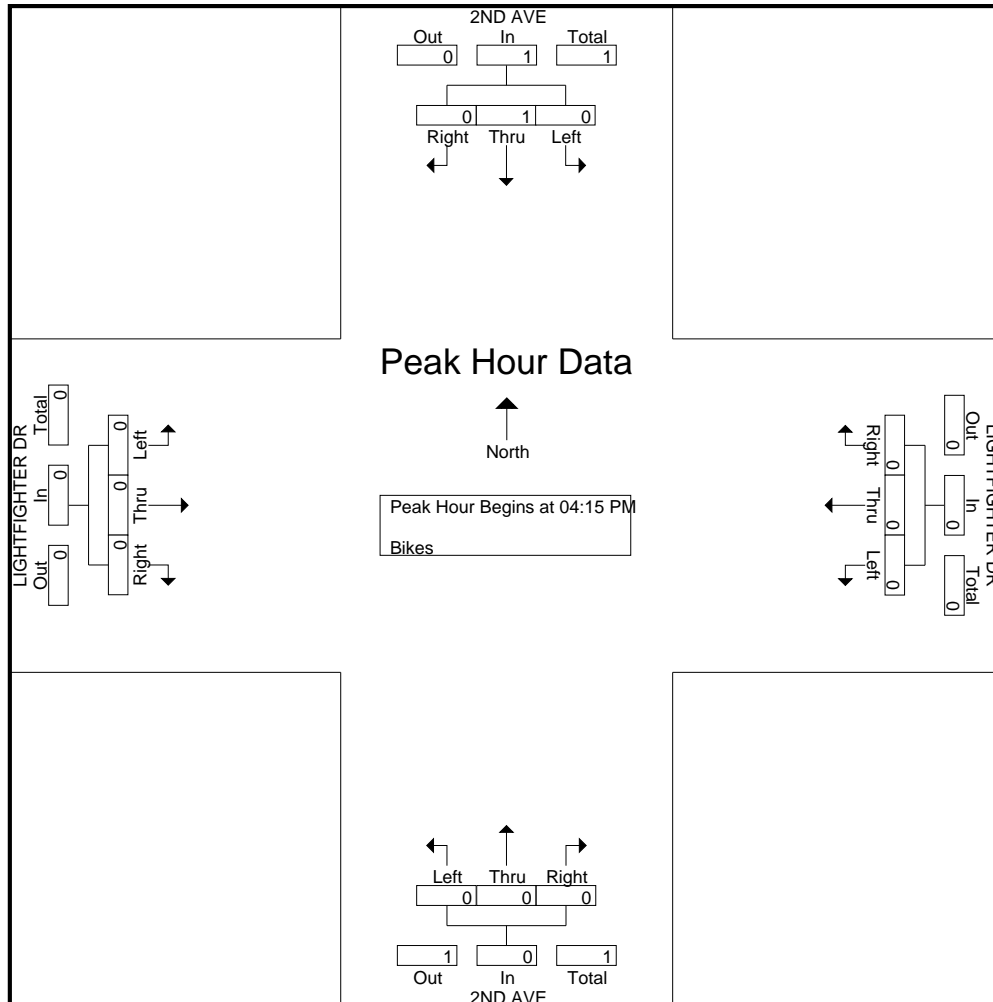 2ND AVE
Out In Total
0 1 1
0 1 0
Right Thru Left
Peak Hour Data
North
Peak Hour Begins at 04:15 PM
Bikes
LIGHTFIGHTER DR
Total In Out
0 0 0
0 0 0
Left Thru Right
LIGHTFIGHTER DR
Out In Total
0 0 0
0 0 0
Right Thru Left
Left Thru Right
0 0 0
1 0 1
Out In Total
2ND AVE